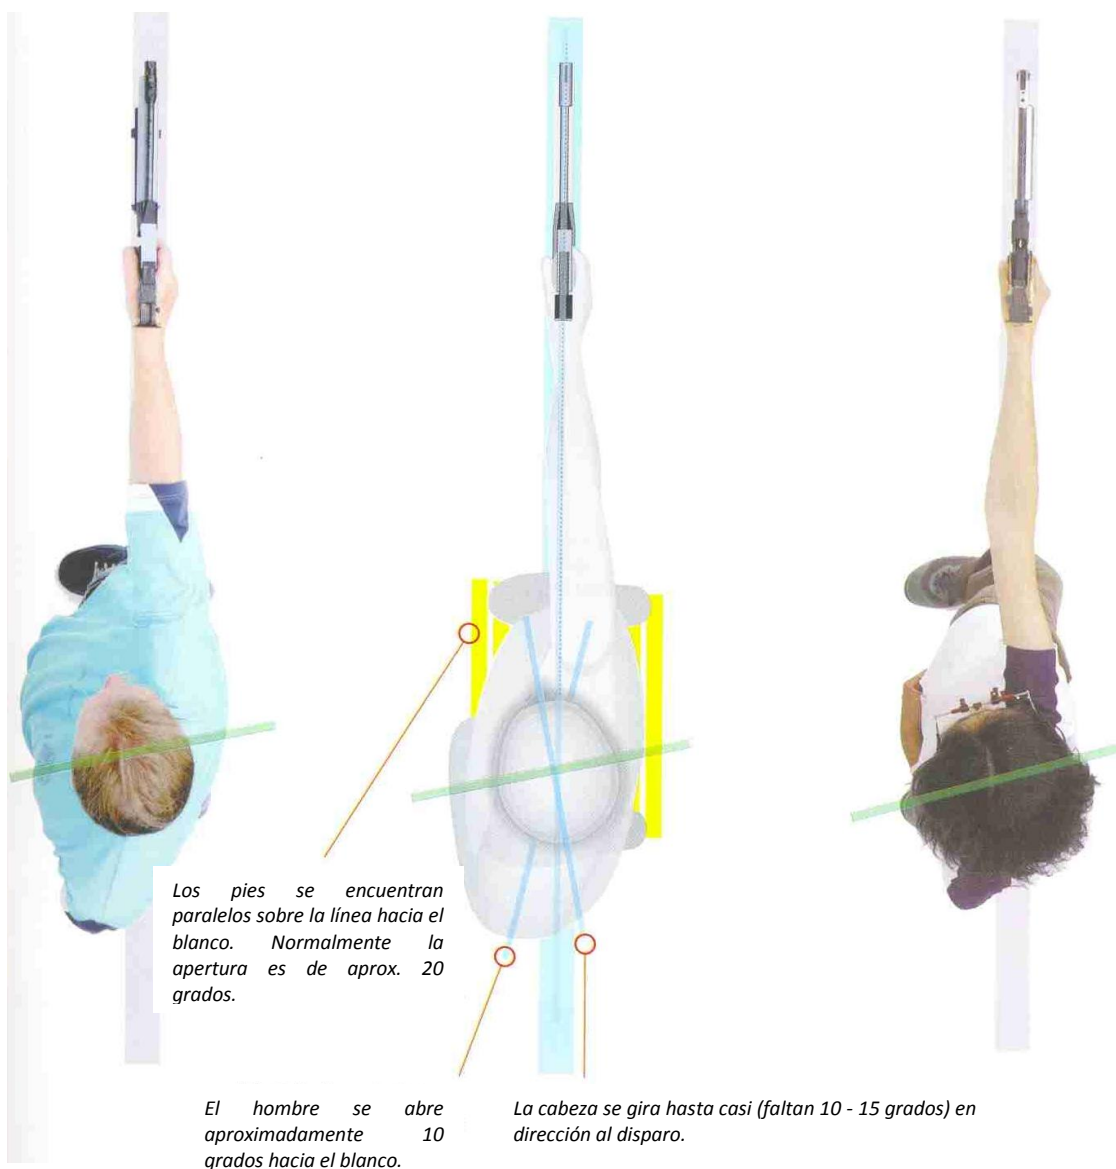 Los pies se encuentran
paralelos sobre la línea hacia el
blanco. Normalmente la
apertura es de aprox. 20
grados.
El hombre se abre
aproximadamente 10
grados hacia el blanco.
La cabeza se gira hasta casi (faltan 10 - 15 grados) en
dirección al disparo.